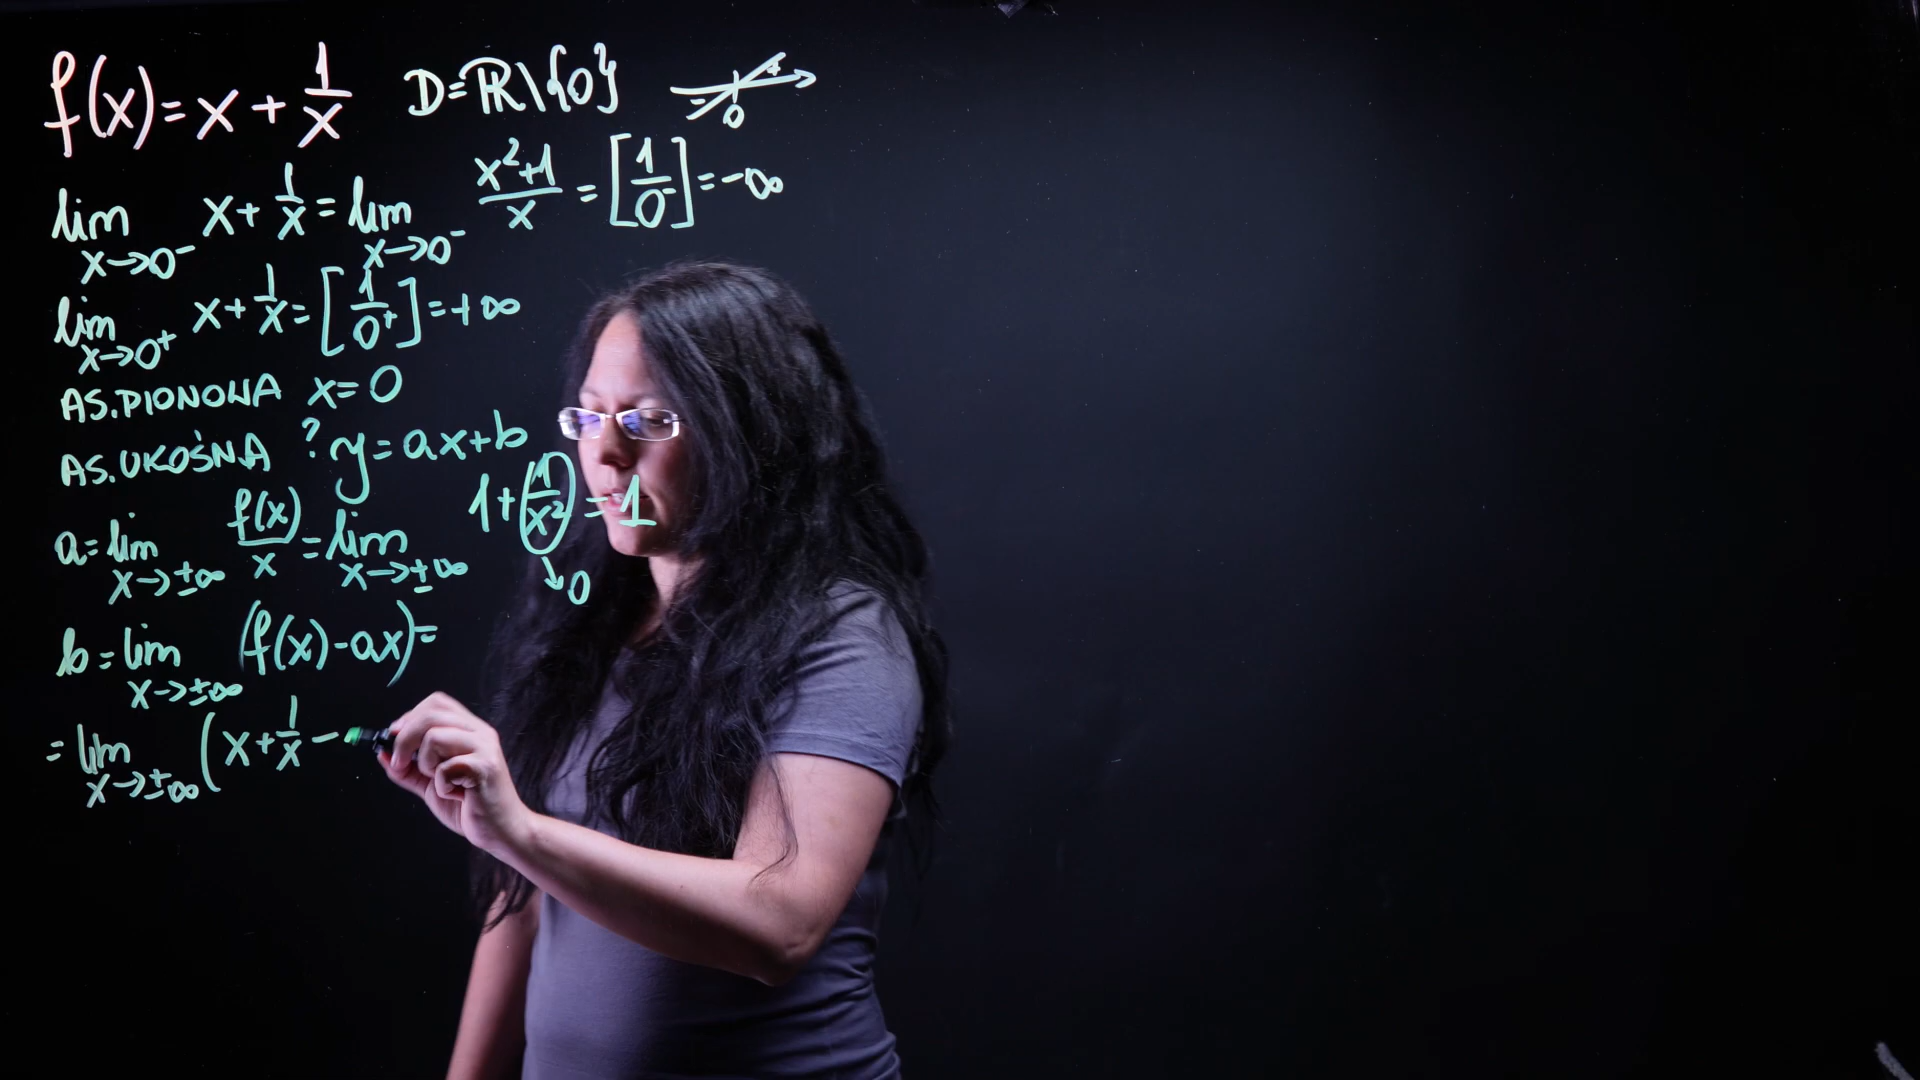 f(x)=x+1/x D=ℝ\{0} - + 0
lim x→0⁻ x+1/x = lim x→0⁻ (x²+1)/x = [1/0⁻] = -∞
lim x→0⁺ x+1/x = [1/0⁺] = +∞
AS.PIONOWA x=0
AS.UKOŚNA ? y=ax+b
a = lim x→±∞ f(x)/x = lim x→±∞ 1+(1/x²) = 1
↘0
b = lim x→±∞ (f(x)-ax) =
= lim x→±∞ (x+1/x -